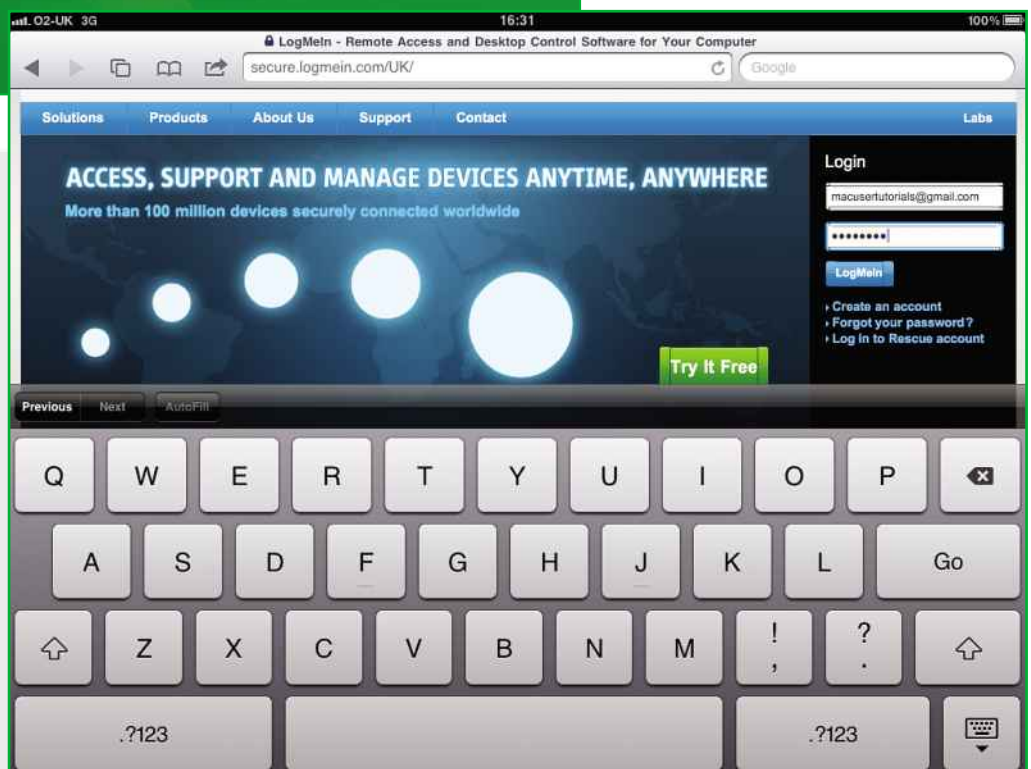 O2-UK 3G 16:31 100%
LogMeIn - Remote Access and Desktop Control Software for Your Computer
secure.logmein.com/UK/ Google
Solutions Products About Us Support Contact Labs
ACCESS, SUPPORT AND MANAGE DEVICES ANYTIME, ANYWHERE
More than 100 million devices securely connected worldwide
Login
macusertutorials@gmail.com
••••••••
LogMeIn
Create an account
Forgot your password?
Log in to Rescue account
Try It Free
Previous Next AutoFill
Q W E R T Y U I O P
A S D F G H J K L Go
Z X C V B N M ! , ? .
.?123 .?123